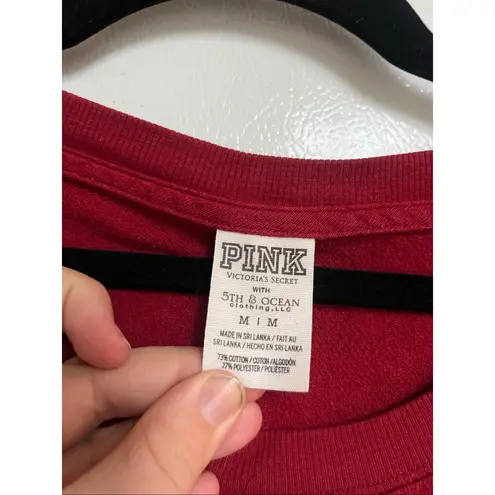 PINK
VICTORIA'S SECRET
WITH
5TH & OCEAN
clothing, LLC
M | M
MADE IN SRI LANKA / FAIT AU
SRI LANKA / HECHO EN SRI LANKA
73% COTTON / COTON /ALGODÓN
27% POLYESTER / POLIÉSTER